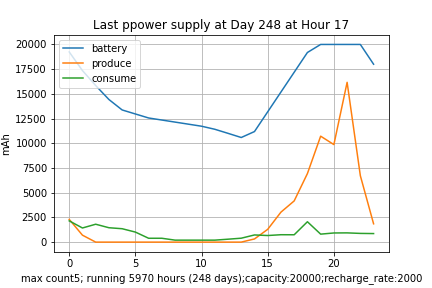 Last ppower supply at Day 248 at Hour 17
battery
produce
consume
20000
17500
15000
12500
10000
7500
5000
2500
0
mAh
0 5 10 15 20
max count5; running 5970 hours (248 days);capacity:20000;recharge_rate:2000